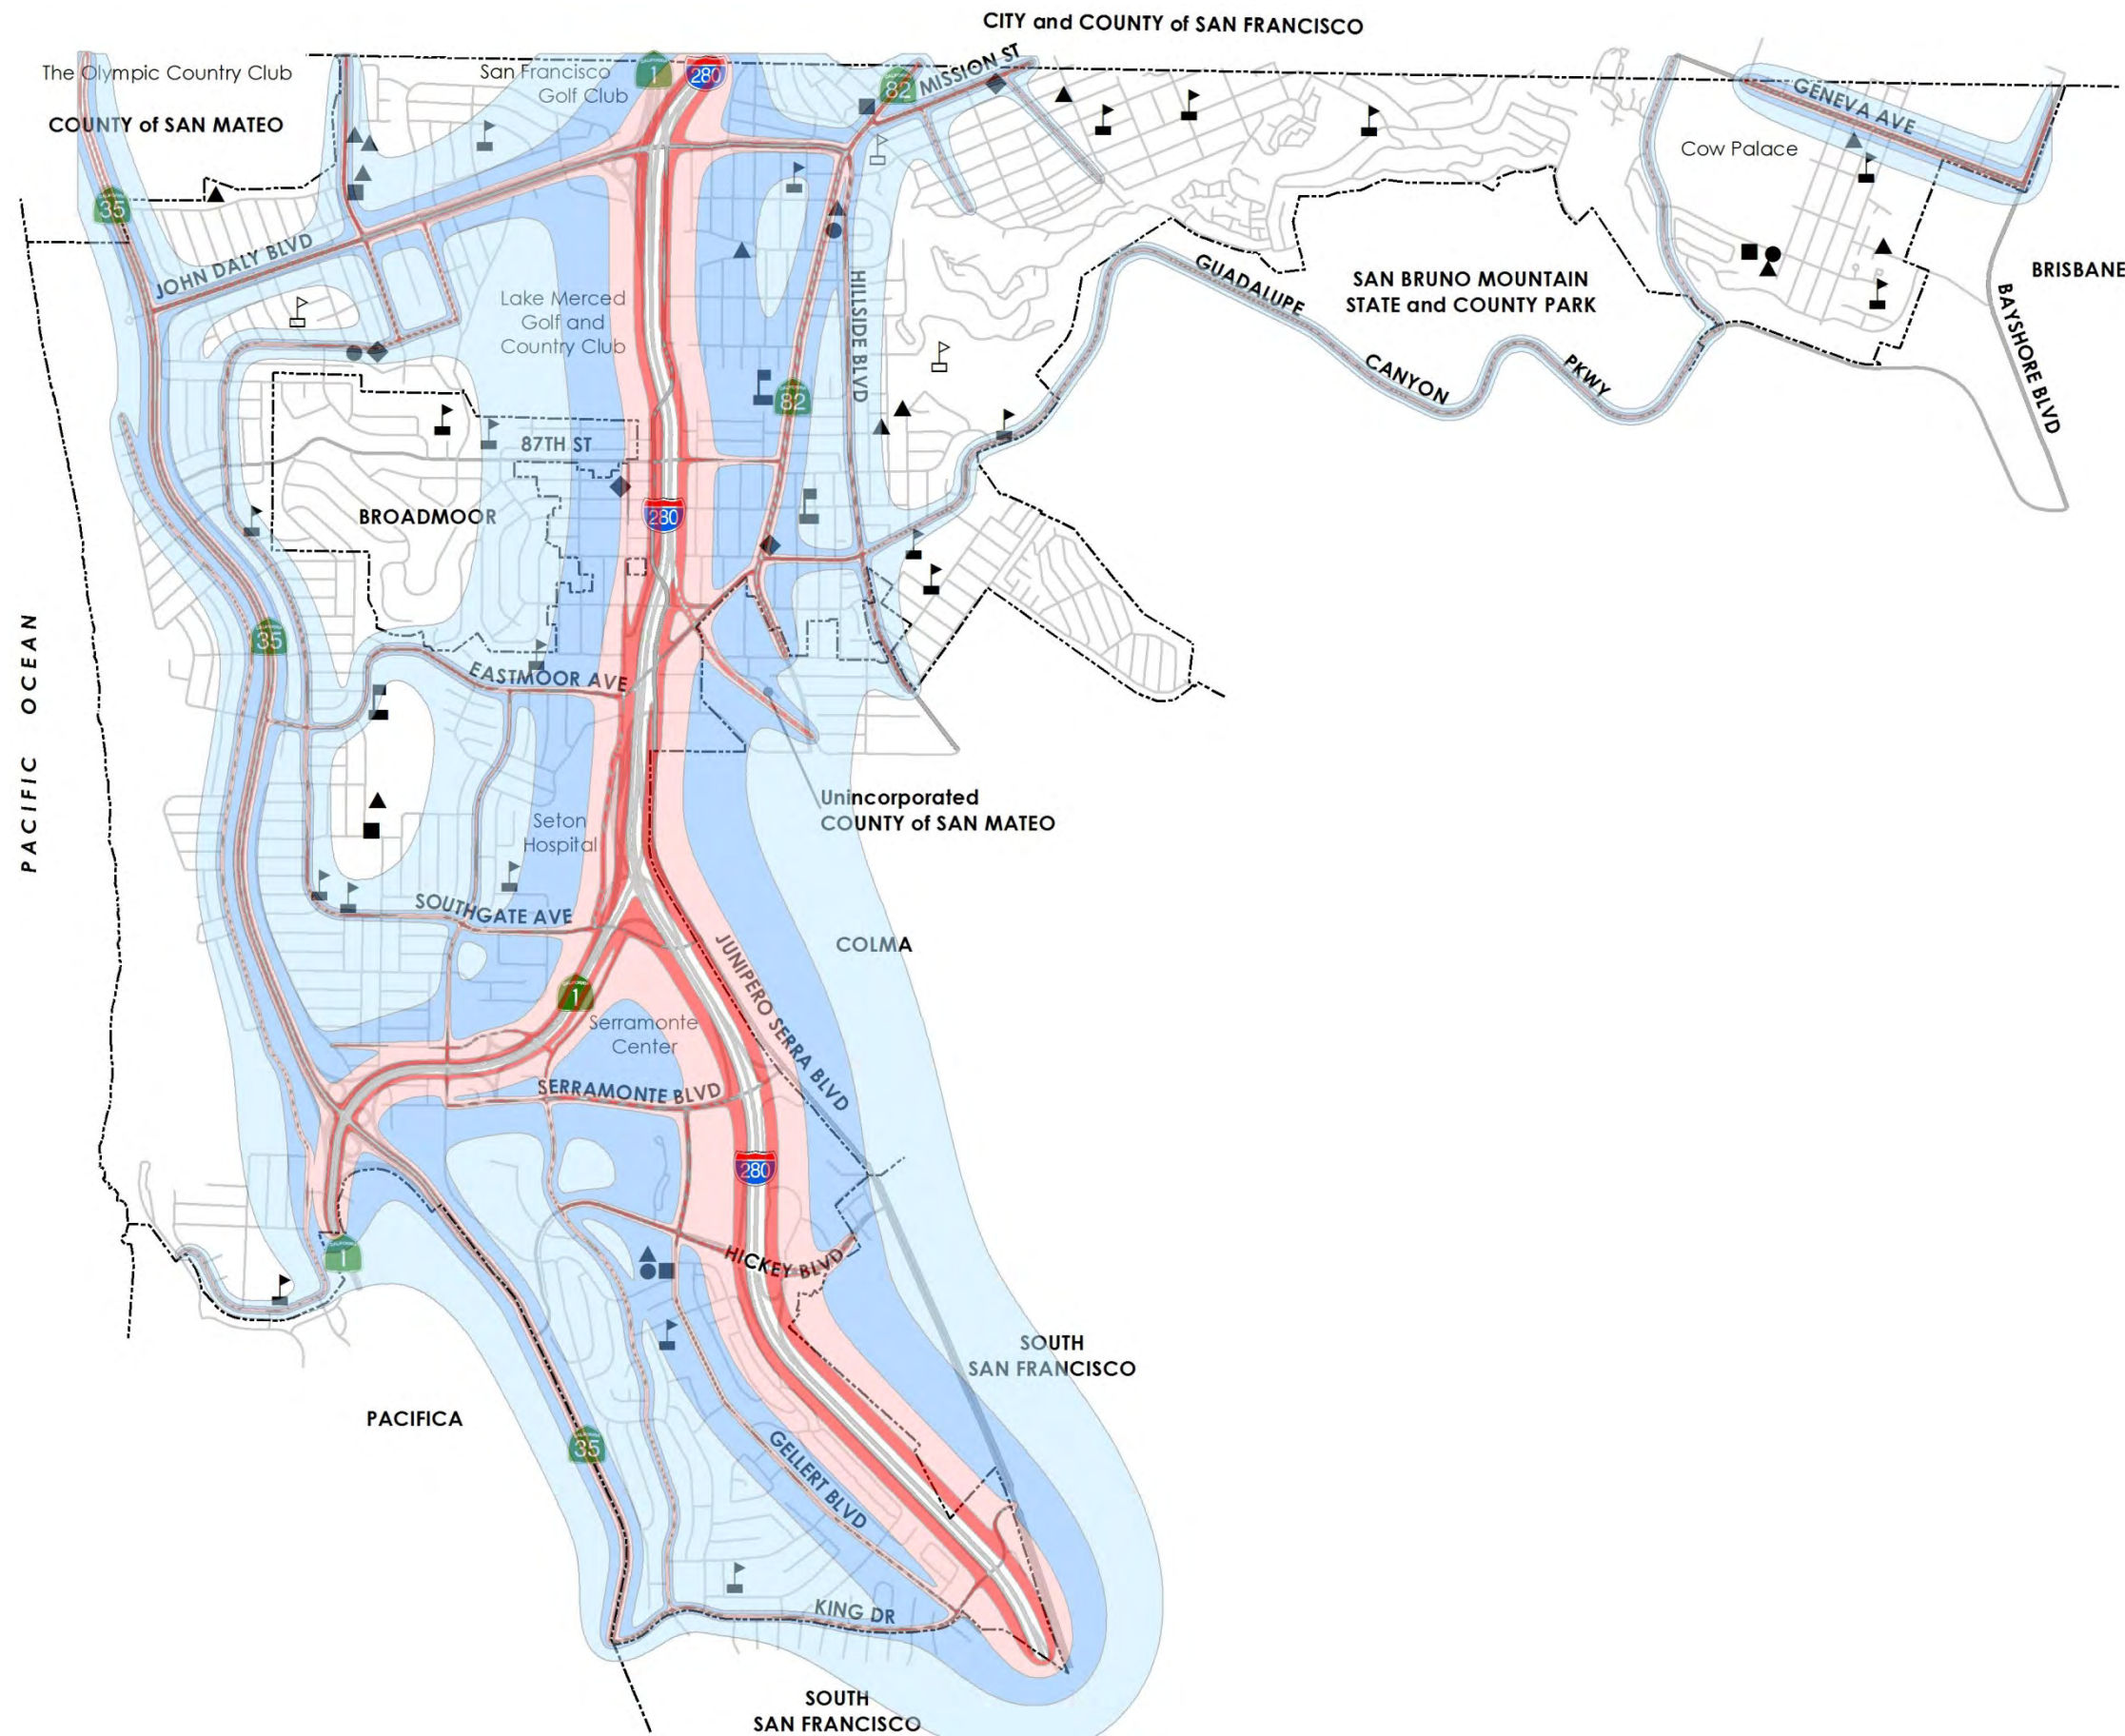 CITY and COUNTY of SAN FRANCISCO
The Olympic Country Club
San Francisco
Golf Club
1
280
82
MISSION ST
COUNTY of SAN MATEO
GENEVA AVE
Cow Palace
35
JOHN DALY BLVD
HILLSIDE BLVD
GUADALUPE
CANYON
PKWY
SAN BRUNO MOUNTAIN
STATE and COUNTY PARK
BRISBANE
BAYSHORE BLVD
Lake Merced
Golf and
Country Club
82
87TH ST
BROADMOOR
280
PACIFIC OCEAN
35
EASTMOOR AVE
Unincorporated
COUNTY of SAN MATEO
Seton
Hospital
SOUTHGATE AVE
COLMA
JUNIPERO SERRA BLVD
1
Serramonte
Center
SERRAMONTE BLVD
280
1
HICKEY BLVD
SOUTH
SAN FRANCISCO
PACIFICA
35
GELLERT BLVD
KING DR
SOUTH
SAN FRANCISCO